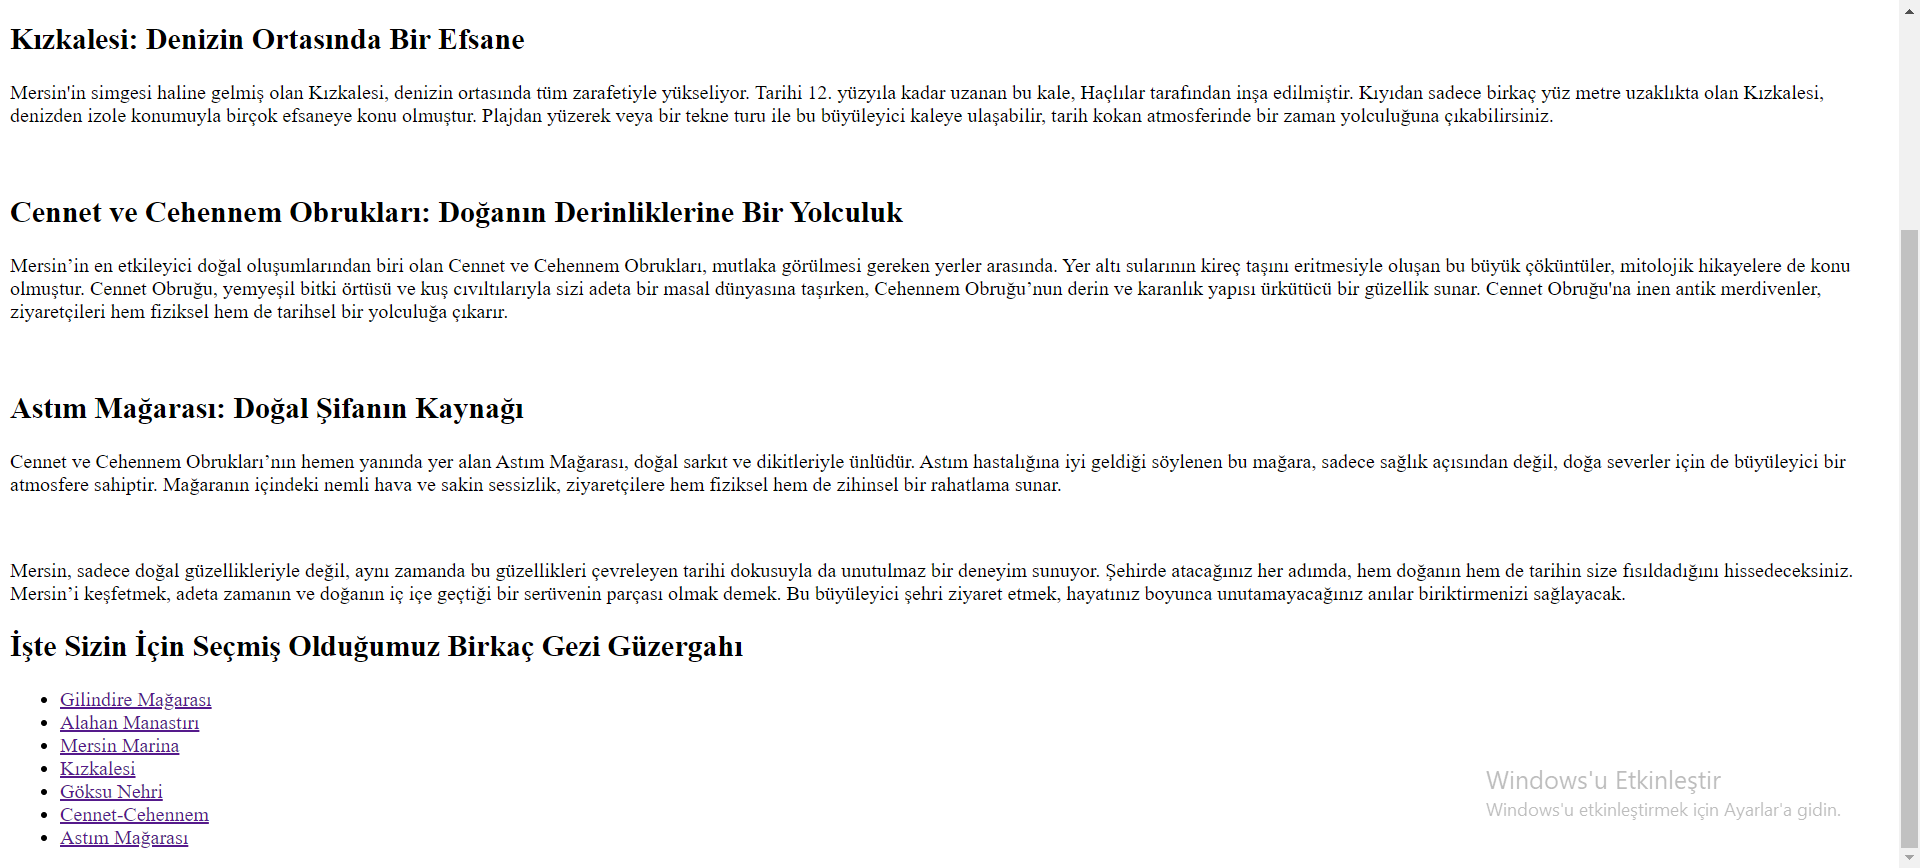 Kızkalesi: Denizin Ortasında Bir Efsane
Mersin'in simgesi haline gelmiş olan Kızkalesi, denizin ortasında tüm zarafetiyle yükseliyor. Tarihi 12. yüzyıla kadar uzanan bu kale, Haçlılar tarafından inşa edilmiştir. Kıyıdan sadece birkaç yüz metre uzaklıkta olan Kızkalesi,
denizden izole konumuyla birçok efsaneye konu olmuştur. Plajdan yüzerek veya bir tekne turu ile bu büyüleyici kaleye ulaşabilir, tarih kokan atmosferinde bir zaman yolculuğuna çıkabilirsiniz.
Cennet ve Cehennem Obrukları: Doğanın Derinliklerine Bir Yolculuk
Mersin’in en etkileyici doğal oluşumlarından biri olan Cennet ve Cehennem Obrukları, mutlaka görülmesi gereken yerler arasında. Yer altı sularının kireç taşını eritmesiyle oluşan bu büyük çöküntüler, mitolojik hikayelere de konu
olmuştur. Cennet Obruğu, yemyeşil bitki örtüsü ve kuş cıvıltılarıyla sizi adeta bir masal dünyasına taşırken, Cehennem Obruğu’nun derin ve karanlık yapısı ürkütücü bir güzellik sunar. Cennet Obruğu'na inen antik merdivenler,
ziyaretçileri hem fiziksel hem de tarihsel bir yolculuğa çıkarır.
Astım Mağarası: Doğal Şifanın Kaynağı
Cennet ve Cehennem Obrukları’nın hemen yanında yer alan Astım Mağarası, doğal sarkıt ve dikitleriyle ünlüdür. Astım hastalığına iyi geldiği söylenen bu mağara, sadece sağlık açısından değil, doğa severler için de büyüleyici bir
atmosfere sahiptir. Mağaranın içindeki nemli hava ve sakin sessizlik, ziyaretçilere hem fiziksel hem de zihinsel bir rahatlama sunar.
Mersin, sadece doğal güzellikleriyle değil, aynı zamanda bu güzellikleri çevreleyen tarihi dokusuyla da unutulmaz bir deneyim sunuyor. Şehirde atacağınız her adımda, hem doğanın hem de tarihin size fısıldadığını hissedeceksiniz.
Mersin’i keşfetmek, adeta zamanın ve doğanın iç içe geçtiği bir serüvenin parçası olmak demek. Bu büyüleyici şehri ziyaret etmek, hayatınız boyunca unutamayacağınız anılar biriktirmenizi sağlayacak.
İşte Sizin İçin Seçmiş Olduğumuz Birkaç Gezi Güzergahı
Gilindire Mağarası
Alahan Manastırı
Mersin Marina
Kızkalesi
Göksu Nehri
Cennet-Cehennem
Astım Mağarası
Windows'u Etkinleştir
Windows'u etkinleştirmek için Ayarlar'a gidin.